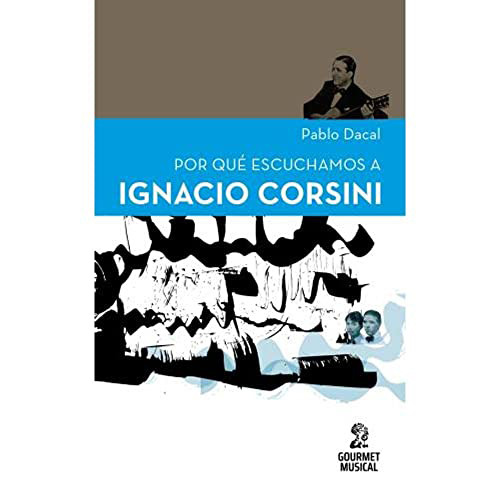 Pablo Dacal
POR QUÉ ESCUCHAMOS A
IGNACIO CORSINI
GOURMET
MUSICAL